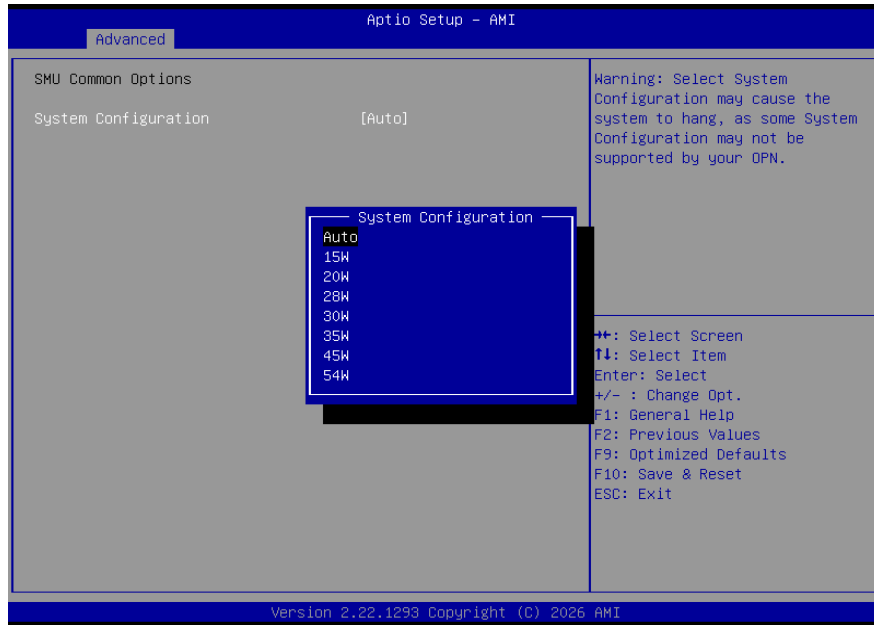 Aptio Setup – AMI
Advanced
SMU Common Options
System Configuration [Auto]
Warning: Select System
Configuration may cause the
system to hang, as some System
Configuration may not be
supported by your OPN.
System Configuration
Auto
15W
20W
28W
30W
35W
45W
54W
→←: Select Screen
↑↓: Select Item
Enter: Select
+/- : Change Opt.
F1: General Help
F2: Previous Values
F9: Optimized Defaults
F10: Save & Reset
ESC: Exit
Version 2.22.1293 Copyright (C) 2026 AMI